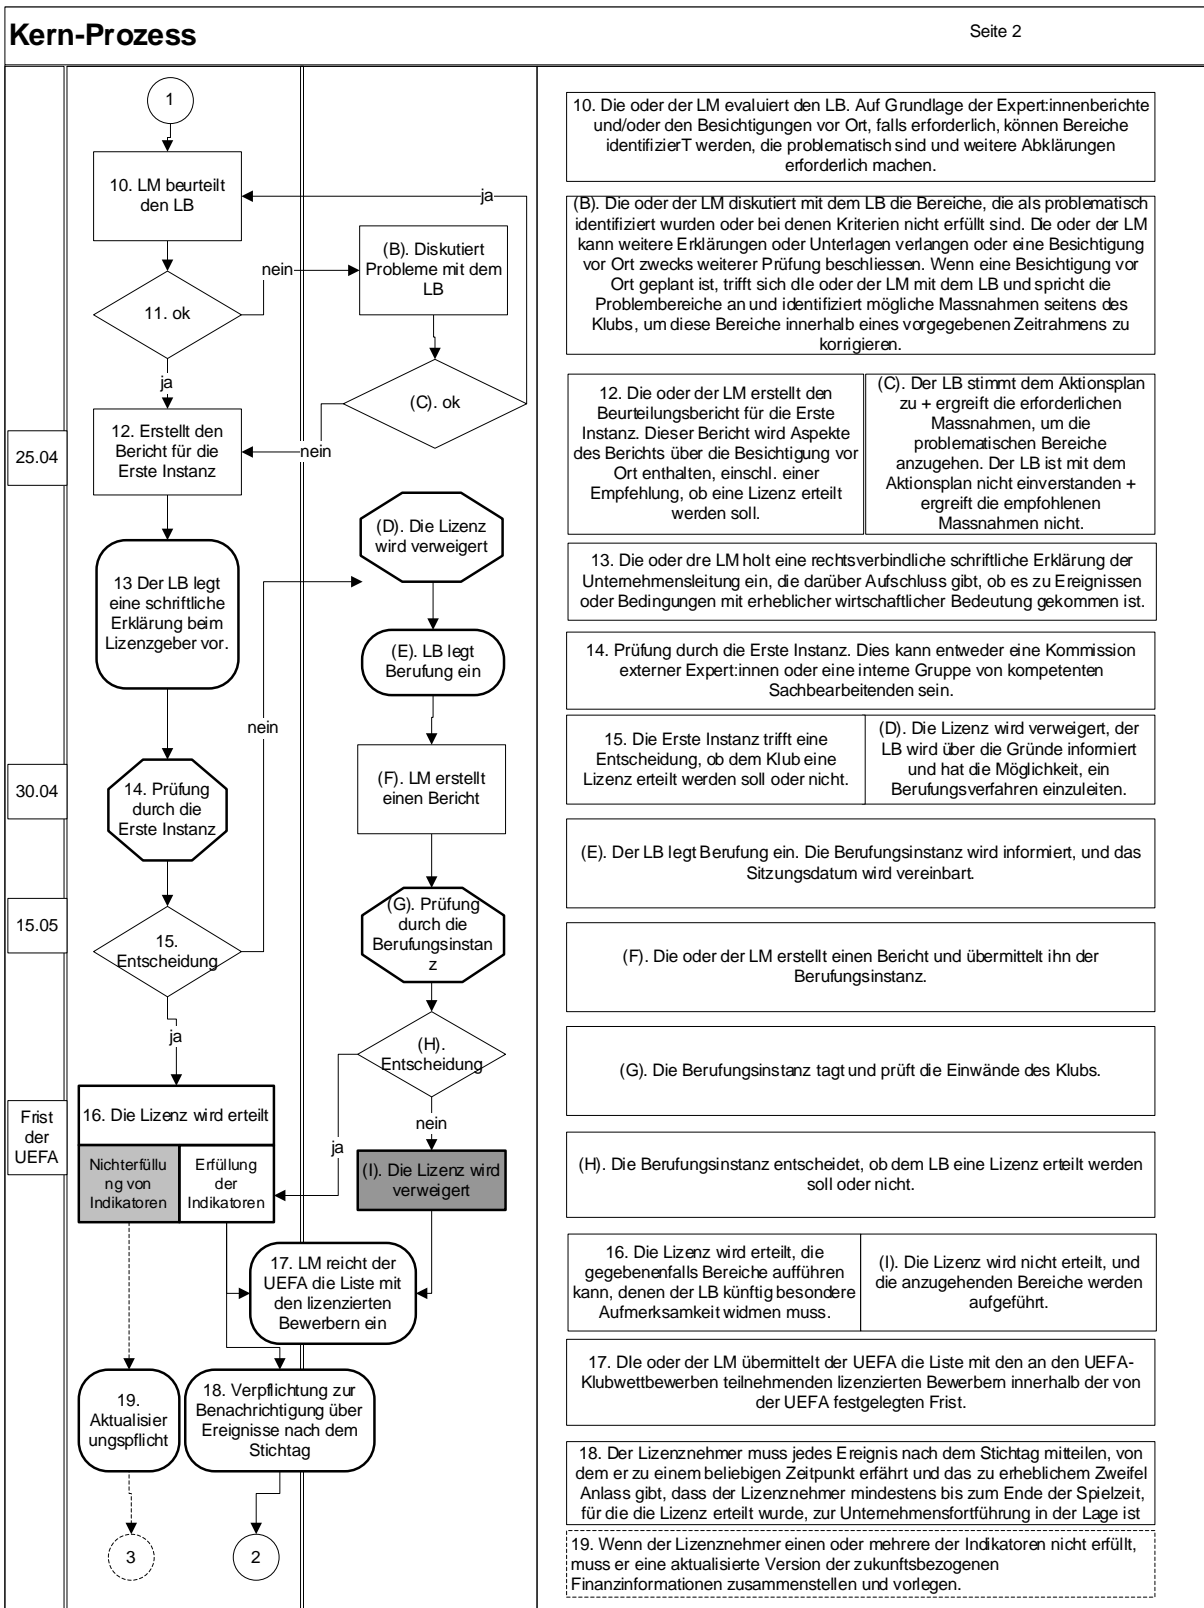 Kern-Prozess
Seite 2
1
10. LM beurteilt
den LB
ja
nein
(B). Diskutiert
Probleme mit dem
LB
11. ok
ja
(C). ok
nein
25.04
12. Erstellt den
Bericht für die
Erste Instanz
(D). Die Lizenz
wird verweigert
13 Der LB legt
eine schriftliche
Erklärung beim
Lizenzgeber vor.
(E). LB legt
Berufung ein
nein
30.04
14. Prüfung
durch die
Erste Instanz
(F). LM erstellt
einen Bericht
15.05
15.
Entscheidung
(G). Prüfung
durch die
Berufungsinstan
z
ja
(H).
Entscheidung
Frist
der
UEFA
16. Die Lizenz wird erteilt
nein
ja
Nichterfüllu
ng von
Indikatoren
Erfüllung
der
Indikatoren
(I). Die Lizenz wird
verweigert
17. LM reicht der
UEFA die Liste mit
den lizenzierten
Bewerbern ein
19.
Aktualisier
ungspflicht
18. Verpflichtung zur
Benachrichtigung über
Ereignisse nach dem
Stichtag
3
2
10. Die oder der LM evaluiert den LB. Auf Grundlage der Expert:innenberichte
und/oder den Besichtigungen vor Ort, falls erforderlich, können Bereiche
identifizierT werden, die problematisch sind und weitere Abklärungen
erforderlich machen.
(B). Die oder der LM diskutiert mit dem LB die Bereiche, die als problematisch
identifiziert wurden oder bei denen Kriterien nicht erfüllt sind. Die oder der LM
kann weitere Erklärungen oder Unterlagen verlangen oder eine Besichtigung
vor Ort zwecks weiterer Prüfung beschliessen. Wenn eine Besichtigung vor
Ort geplant ist, trifft sich dIe oder der LM mit dem LB und spricht die
Problembereiche an und identifiziert mögliche Massnahmen seitens des
Klubs, um diese Bereiche innerhalb eines vorgegebenen Zeitrahmens zu
korrigieren.
12. Die oder der LM erstellt den
Beurteilungsbericht für die Erste
Instanz. Dieser Bericht wird Aspekte
des Berichts über die Besichtigung vor
Ort enthalten, einschl. einer
Empfehlung, ob eine Lizenz erteilt
werden soll.
(C). Der LB stimmt dem Aktionsplan
zu + ergreift die erforderlichen
Massnahmen, um die
problematischen Bereiche
anzugehen. Der LB ist mit dem
Aktionsplan nicht einverstanden +
ergreift die empfohlenen
Massnahmen nicht.
13. Die oder dre LM holt eine rechtsverbindliche schriftliche Erklärung der
Unternehmensleitung ein, die darüber Aufschluss gibt, ob es zu Ereignissen
oder Bedingungen mit erheblicher wirtschaftlicher Bedeutung gekommen ist.
14. Prüfung durch die Erste Instanz. Dies kann entweder eine Kommission
externer Expert:innen oder eine interne Gruppe von kompetenten
Sachbearbeitenden sein.
15. Die Erste Instanz trifft eine
Entscheidung, ob dem Klub eine
Lizenz erteilt werden soll oder nicht.
(D). Die Lizenz wird verweigert, der
LB wird über die Gründe informiert
und hat die Möglichkeit, ein
Berufungsverfahren einzuleiten.
(E). Der LB legt Berufung ein. Die Berufungsinstanz wird informiert, und das
Sitzungsdatum wird vereinbart.
(F). Die oder der LM erstellt einen Bericht und übermittelt ihn der
Berufungsinstanz.
(G). Die Berufungsinstanz tagt und prüft die Einwände des Klubs.
(H). Die Berufungsinstanz entscheidet, ob dem LB eine Lizenz erteilt werden
soll oder nicht.
16. Die Lizenz wird erteilt, die
gegebenenfalls Bereiche aufführen
kann, denen der LB künftig besondere
Aufmerksamkeit widmen muss.
(I). Die Lizenz wird nicht erteilt, und
die anzugehenden Bereiche werden
aufgeführt.
17. DIe oder der LM übermittelt der UEFA die Liste mit den an den UEFA-
Klubwettbewerben teilnehmenden lizenzierten Bewerbern innerhalb der von
der UEFA festgelegten Frist.
18. Der Lizenznehmer muss jedes Ereignis nach dem Stichtag mitteilen, von
dem er zu einem beliebigen Zeitpunkt erfährt und das zu erheblichem Zweifel
Anlass gibt, dass der Lizenznehmer mindestens bis zum Ende der Spielzeit,
für die die Lizenz erteilt wurde, zur Unternehmensfortführung in der Lage ist
19. Wenn der Lizenznehmer einen oder mehrere der Indikatoren nicht erfüllt,
muss er eine aktualisierte Version der zukunftsbezogenen
Finanzinformationen zusammenstellen und vorlegen.